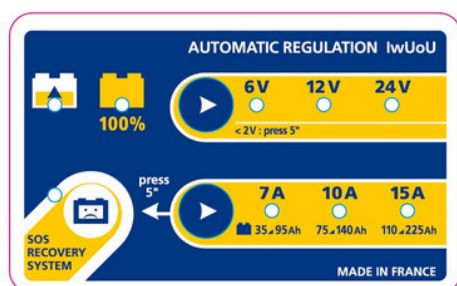 AUTOMATIC REGULATION IwUoU
6V 12V 24V
100%
< 2V : press 5"
press
5"
7A 10A 15A
35 95Ah 75 140Ah 110 225Ah
SOS
RECOVERY
SYSTEM
MADE IN FRANCE